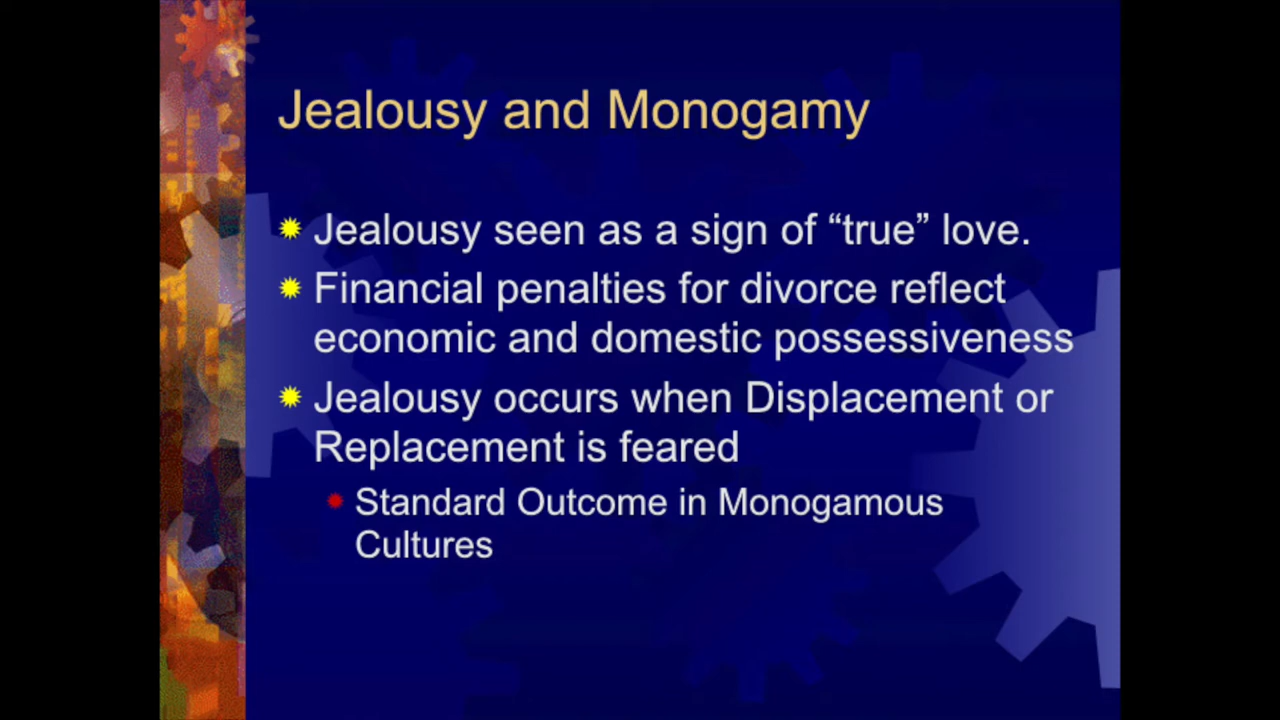 Jealousy and Monogamy
Jealousy seen as a sign of “true” love.
Financial penalties for divorce reflect
economic and domestic possessiveness
Jealousy occurs when Displacement or
Replacement is feared
Standard Outcome in Monogamous
Cultures